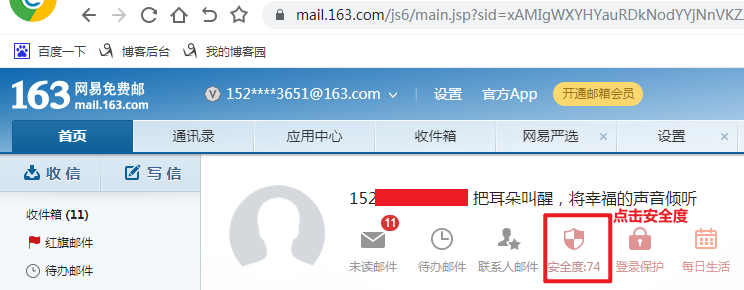 mail.163.com/js6/main.jsp?sid=xAMIgWXYHYauRDkNodYYjNnVKZ
百度一下 博客后台 我的博客园
163 网易免费邮
mail.163.com
152****3651@163.com 设置 官方App 开通邮箱会员
首页 通讯录 应用中心 收件箱 网易严选 × 设置 ×
收信 写信
152 把耳朵叫醒，将幸福的声音倾听
收件箱 (11)
点击安全度
11
红旗邮件
待办邮件
未读邮件 待办邮件 联系人邮件 安全度:74 登录保护 每日生活